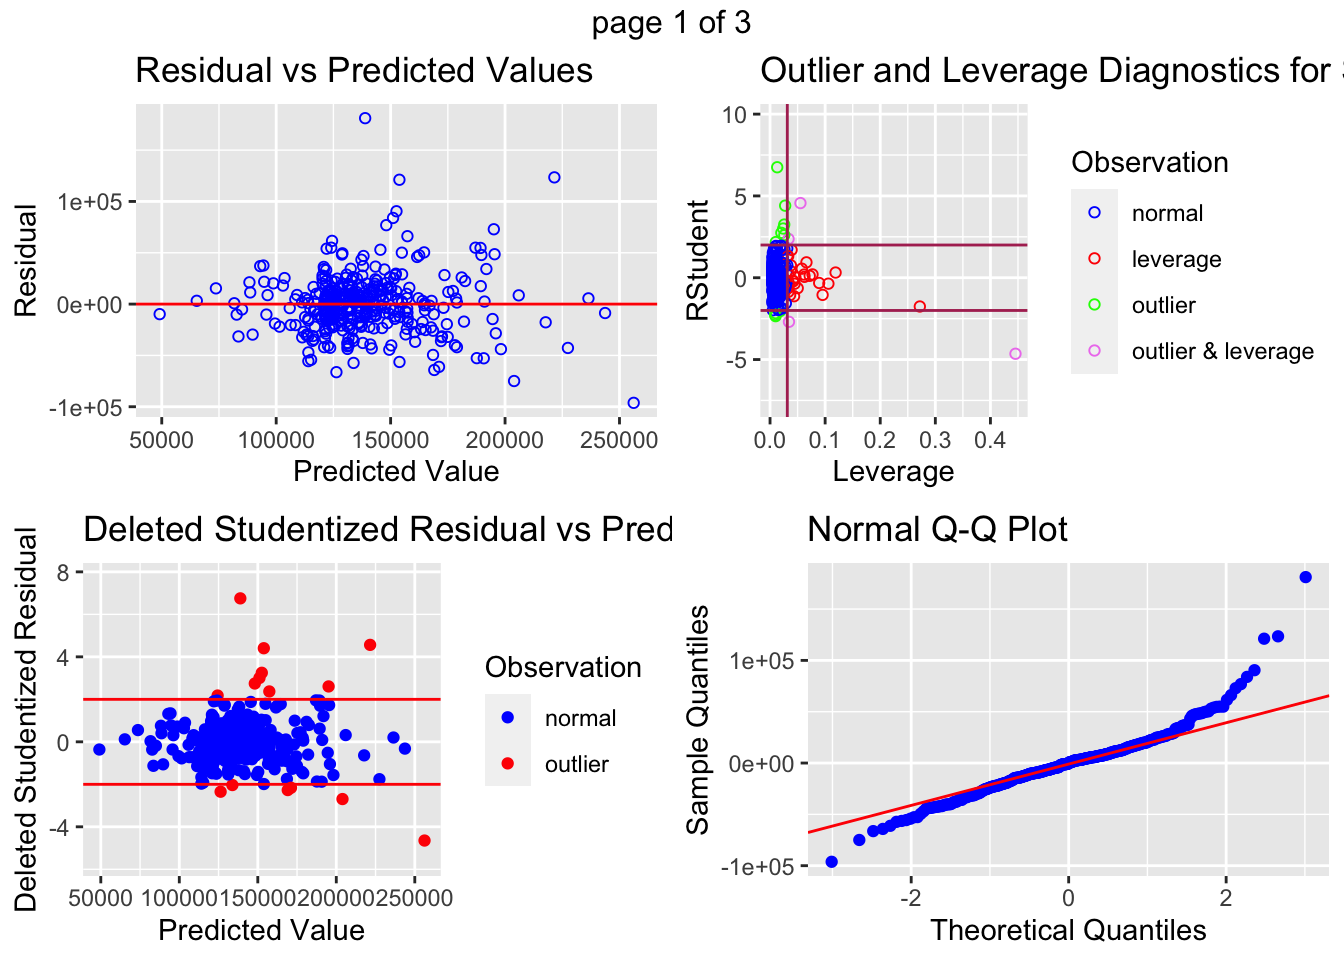 page 1 of 3
Residual vs Predicted Values
Residual
1e+05
0e+00
-1e+05
50000 100000 150000 200000 250000
Predicted Value
Outlier and Leverage Diagnostics for
RStudent
10
5
0
-5
0.0 0.1 0.2 0.3 0.4
Leverage
Observation
normal
leverage
outlier
outlier & leverage
Deleted Studentized Residual vs Pred
Deleted Studentized Residual
8
4
0
-4
50000 100000 150000 200000 250000
Predicted Value
Observation
normal
outlier
Normal Q-Q Plot
Sample Quantiles
1e+05
0e+00
-1e+05
-2 0 2
Theoretical Quantiles